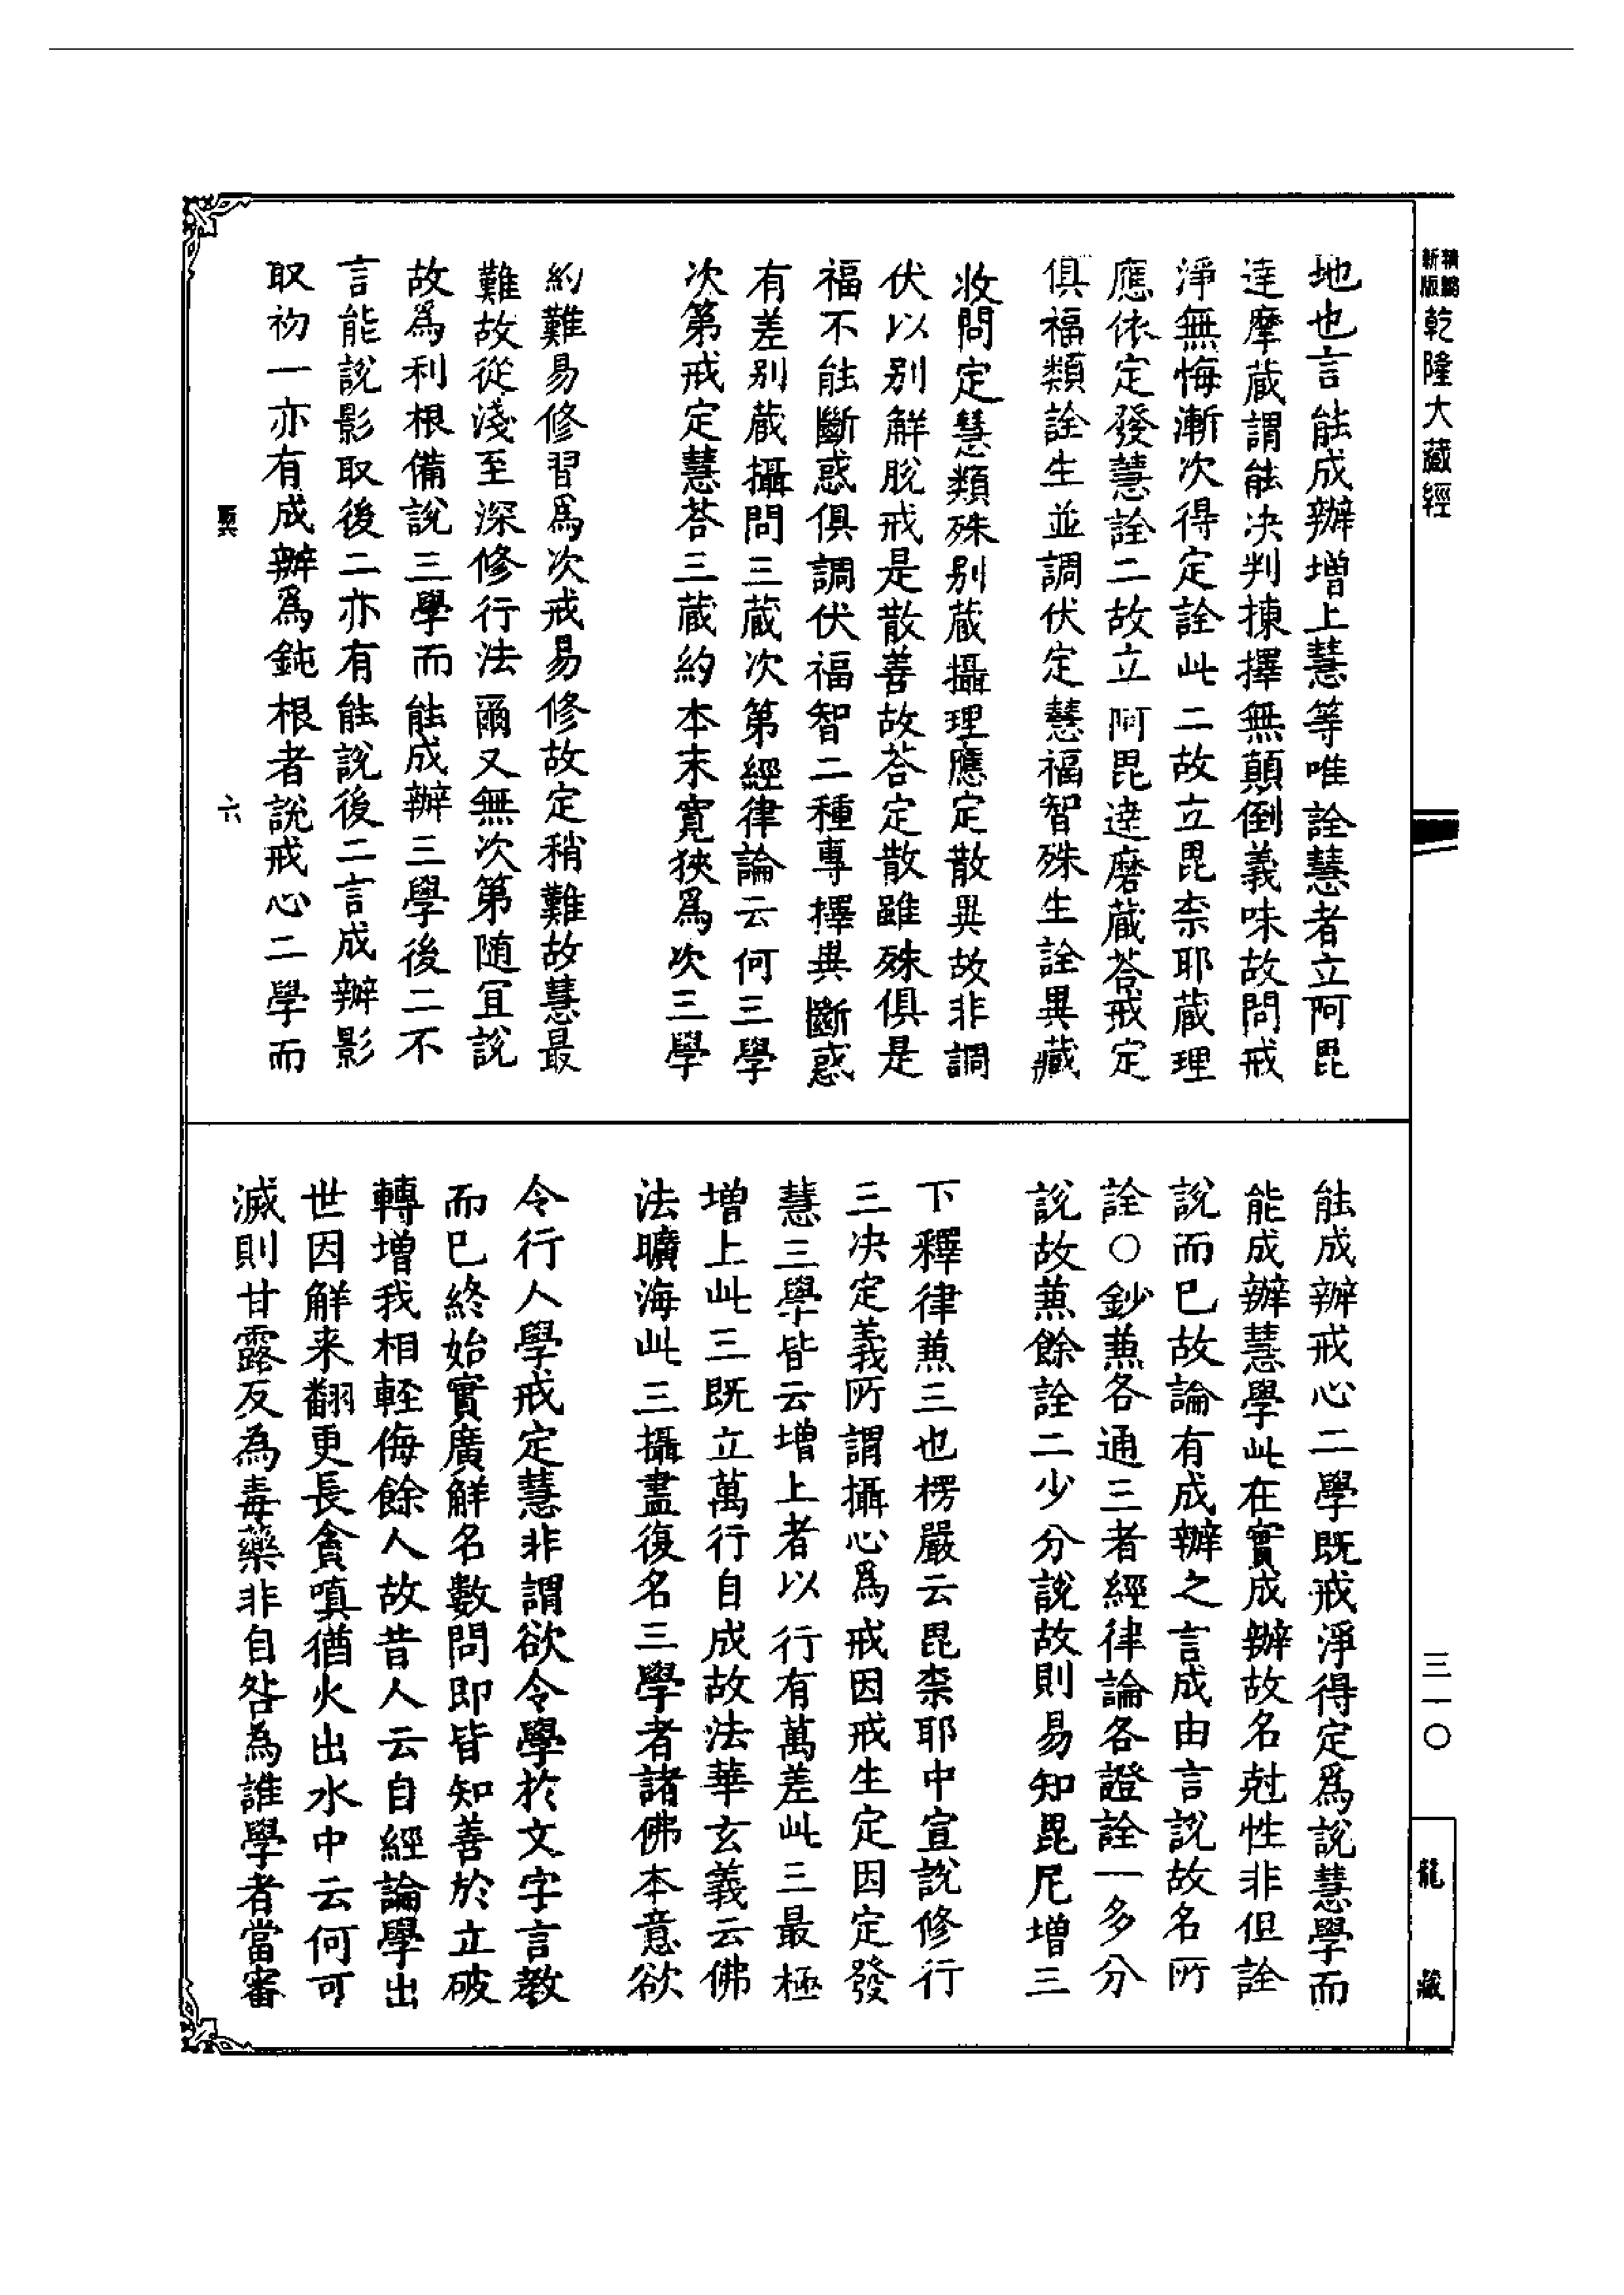 新版
精縮
乾隆大藏經
地也言能成辦增上慧等唯詮慧者立阿毘
達摩蔵謂能决判揀擇無顛倒義味故問戒
淨無悔漸次得定詮此二故立毘柰耶蔵理
應依定發慧詮二故立阿毘達磨蔵荅戒定
俱福類詮生並調伏定慧福智殊生詮異藏
收問定慧類殊别蔵攝理應定散異故非調
伏以别解脫戒是散善故荅定散雖殊俱是
福不能斷惑俱調伏福智二種專擇異斷惑
有差别蔵攝問三蔵次第經律論云何三學
次第戒定慧荅三蔵約本末寛狹爲次三學
約難易修習爲次戒易修故定稍難故慧最
難故從淺至深修行法爾又無次第随宜說
故爲利根備說三學而能成辦三學後二不
言能說影取後二亦有能說後二言成辦影
取初一亦有成辦爲鈍根者說戒心二學而
六
能成辦戒心二學既戒淨得定爲說慧學而
能成辦慧學此在實成辦故名尅性非但詮
說而已故論有成辦之言成由言說故名所
詮○鈔兼各通三者經律論各證詮一多分
說故兼餘詮二少分說故則易知毘尼增三
下釋律兼三也楞嚴云毘柰耶中宣說修行
三决定義所謂攝心爲戒因戒生定因定發
慧三學皆云增上者以行有萬差此三最極
增上此三既立萬行自成故法華玄義云佛
法曠海此三攝盡復名三學者諸佛本意欲
令行人學戒定慧非謂欲令學於文字言教
而已終始實廣解名數問即皆知善於立破
轉增我相輕侮餘人故昔人云自經論學出
世因解来翻更長貪嗔猶火出水中云何可
滅則甘露反為毒藥非自咎為誰學者當審
三一〇
龍藏